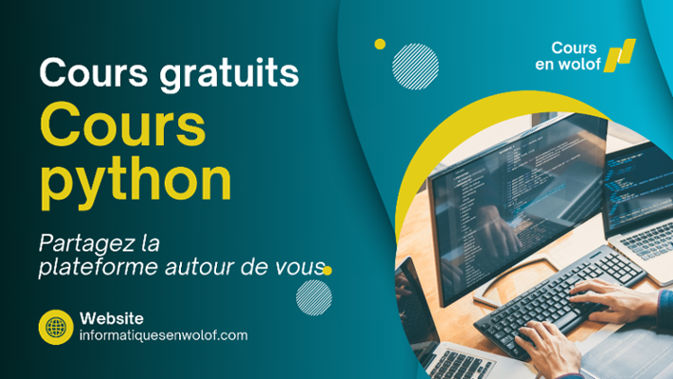 Cours gratuits
Cours
python
Partagez la
plateforme autour de vous
Website
informatiquesenwolof.com
Cours
en wolof